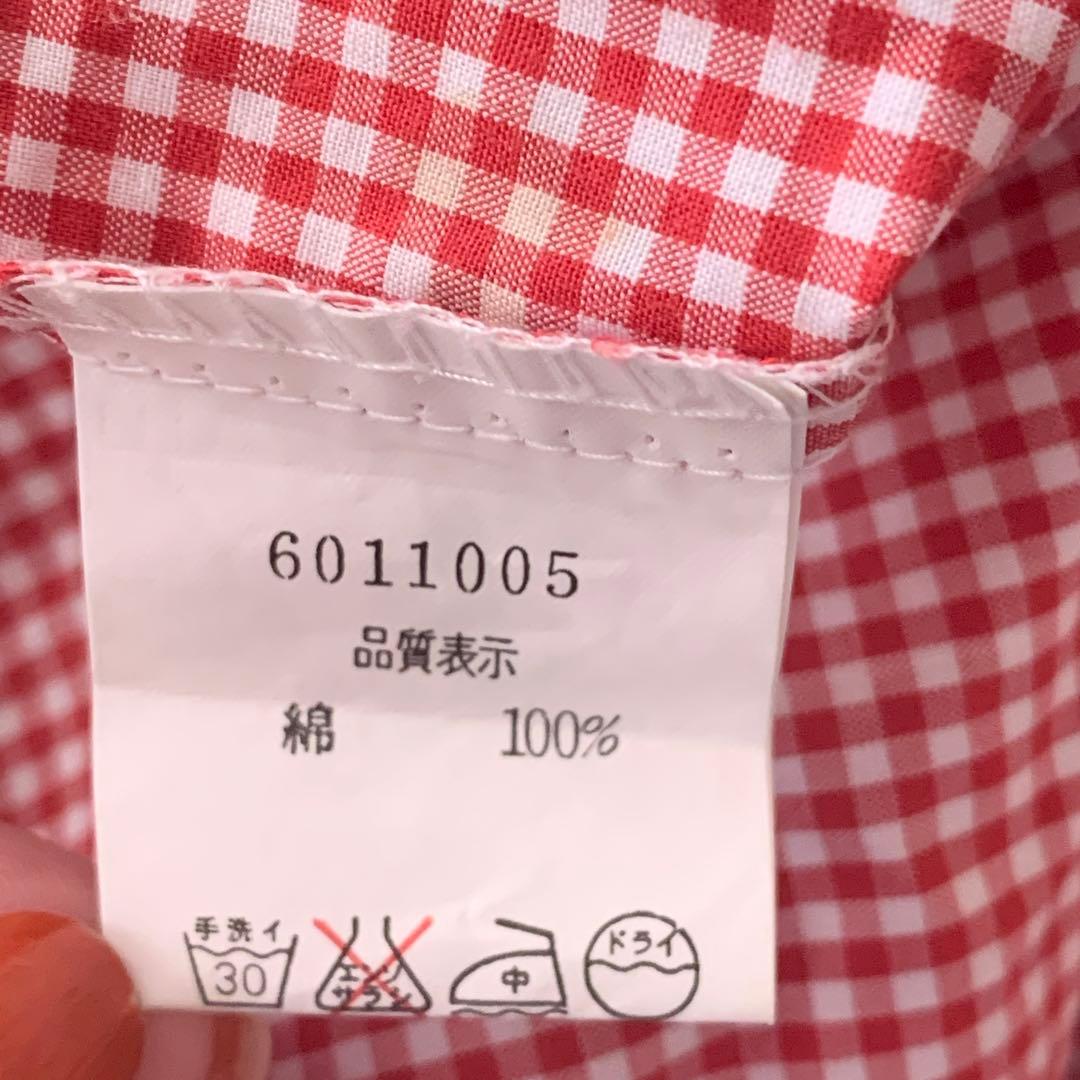 6011005
品質表示
綿 100%
手洗イ エンソ ドライ
30 サラシ 中